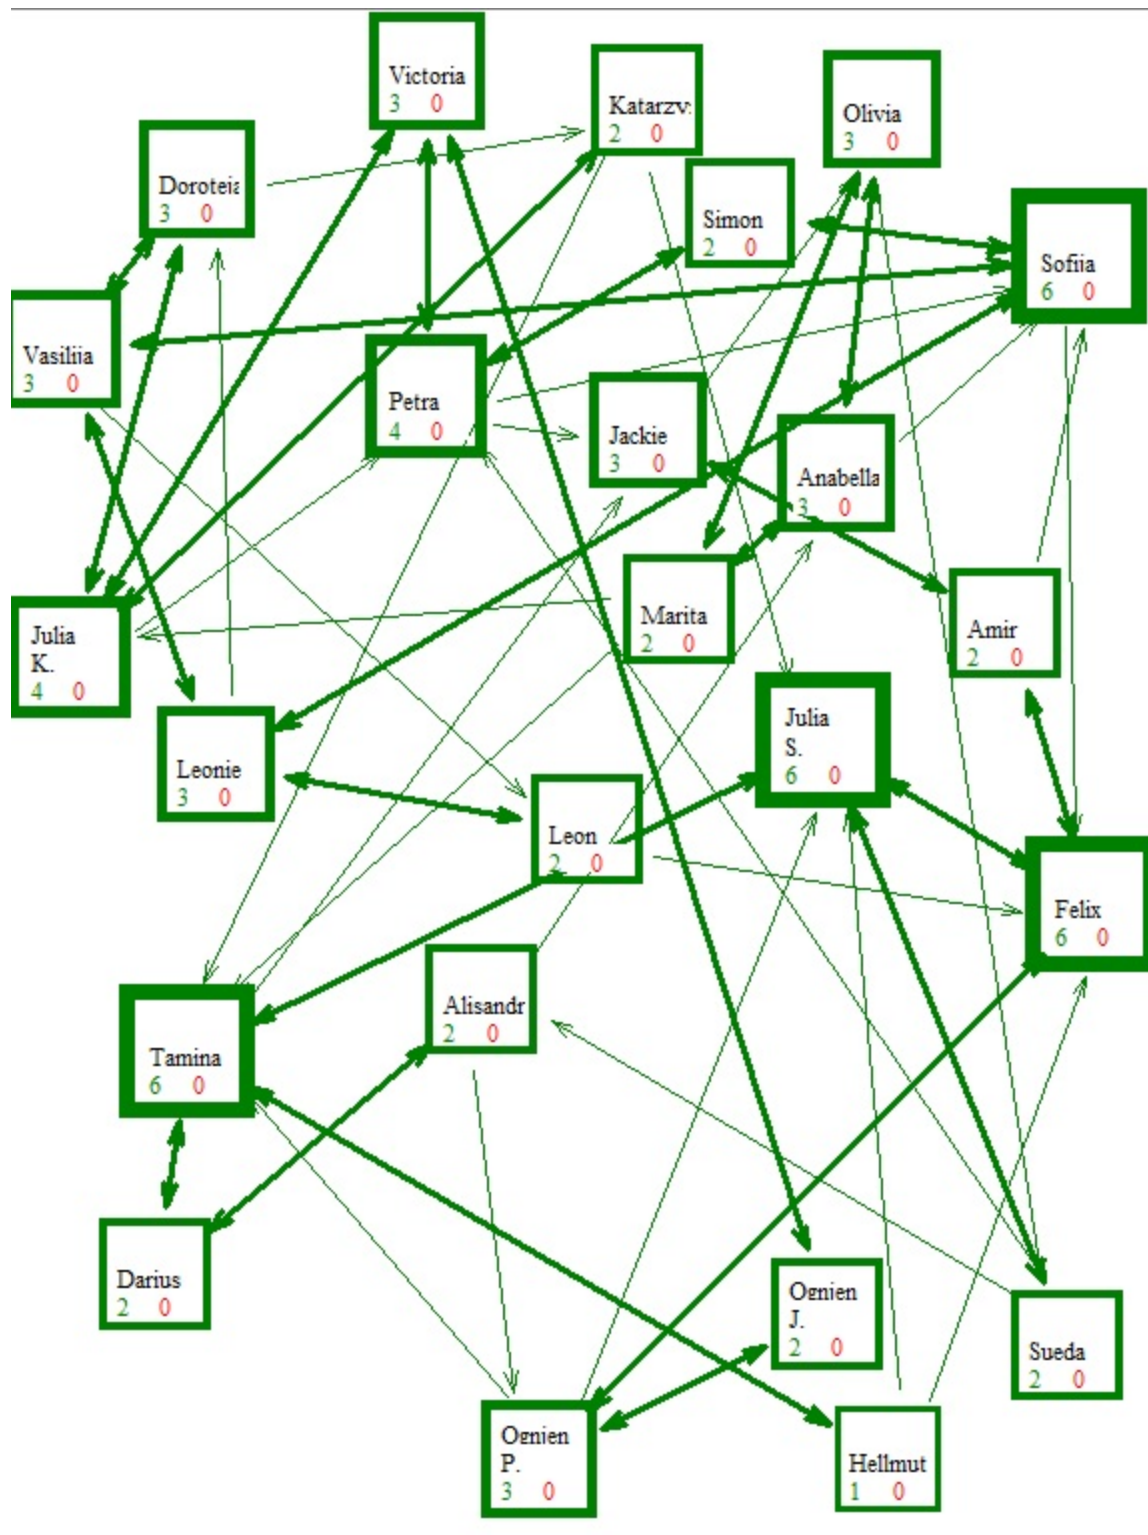 Victoria
3 0
Katarzy
2 0
Olivia
3 0
Doroteia
3 0
Simon
2 0
Sofiia
6 0
Vasiliia
3 0
Petra
4 0
Jackie
3 0
Anabella
3 0
Marita
2 0
Amir
2 0
Julia
K.
4 0
Julia
S.
6 0
Leonie
3 0
Leon
2 0
Felix
6 0
Alisandr
2 0
Tamina
6 0
Darius
2 0
Ognien
J.
2 0
Sueda
2 0
Ognien
P.
3 0
Hellmut
1 0